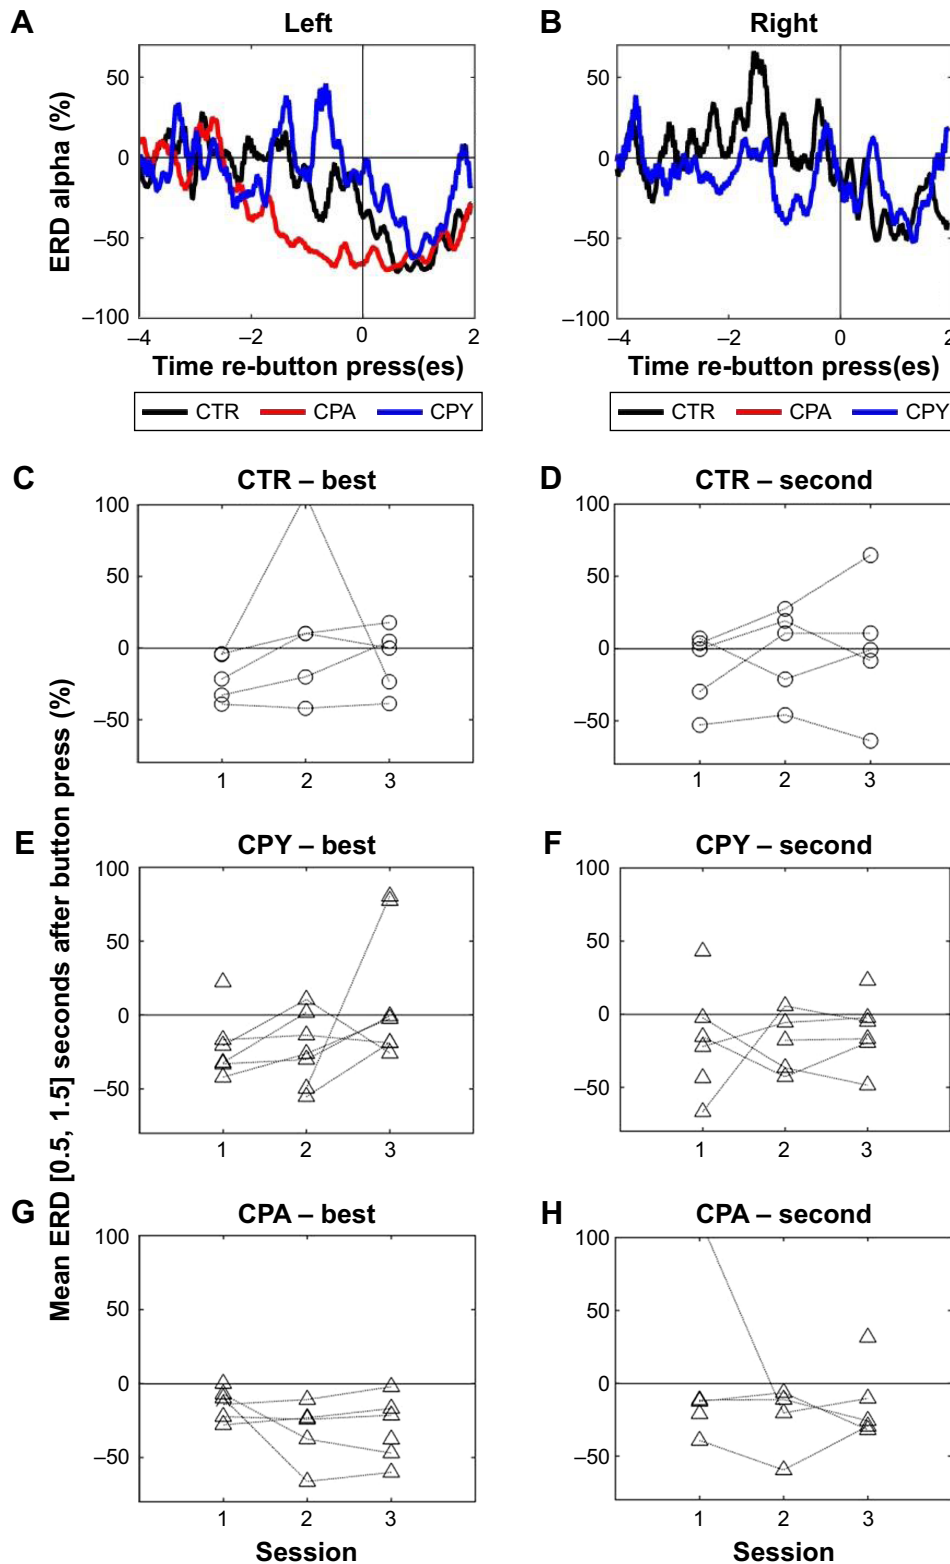 A Left
B Right
ERD alpha (%)
50
0
–50
–100
–4 –2 0 2
Time re-button press(es)
CTR CPA CPY
50
0
–50
–100
–4 –2 0 2
Time re-button press(es)
CTR CPA CPY
Mean ERD [0.5, 1.5] seconds after button press (%)
C CTR – best
100
50
0
–50
1 2 3
D CTR – second
100
50
0
–50
1 2 3
E CPY – best
100
50
0
–50
1 2 3
F CPY – second
100
50
0
–50
1 2 3
G CPA – best
100
50
0
–50
1 2 3
Session
H CPA – second
100
50
0
–50
1 2 3
Session